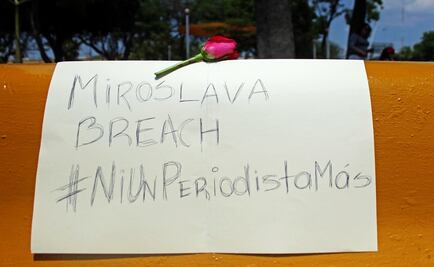 MIROSLAVA
BREACH
#NiUnPeriodistaMás